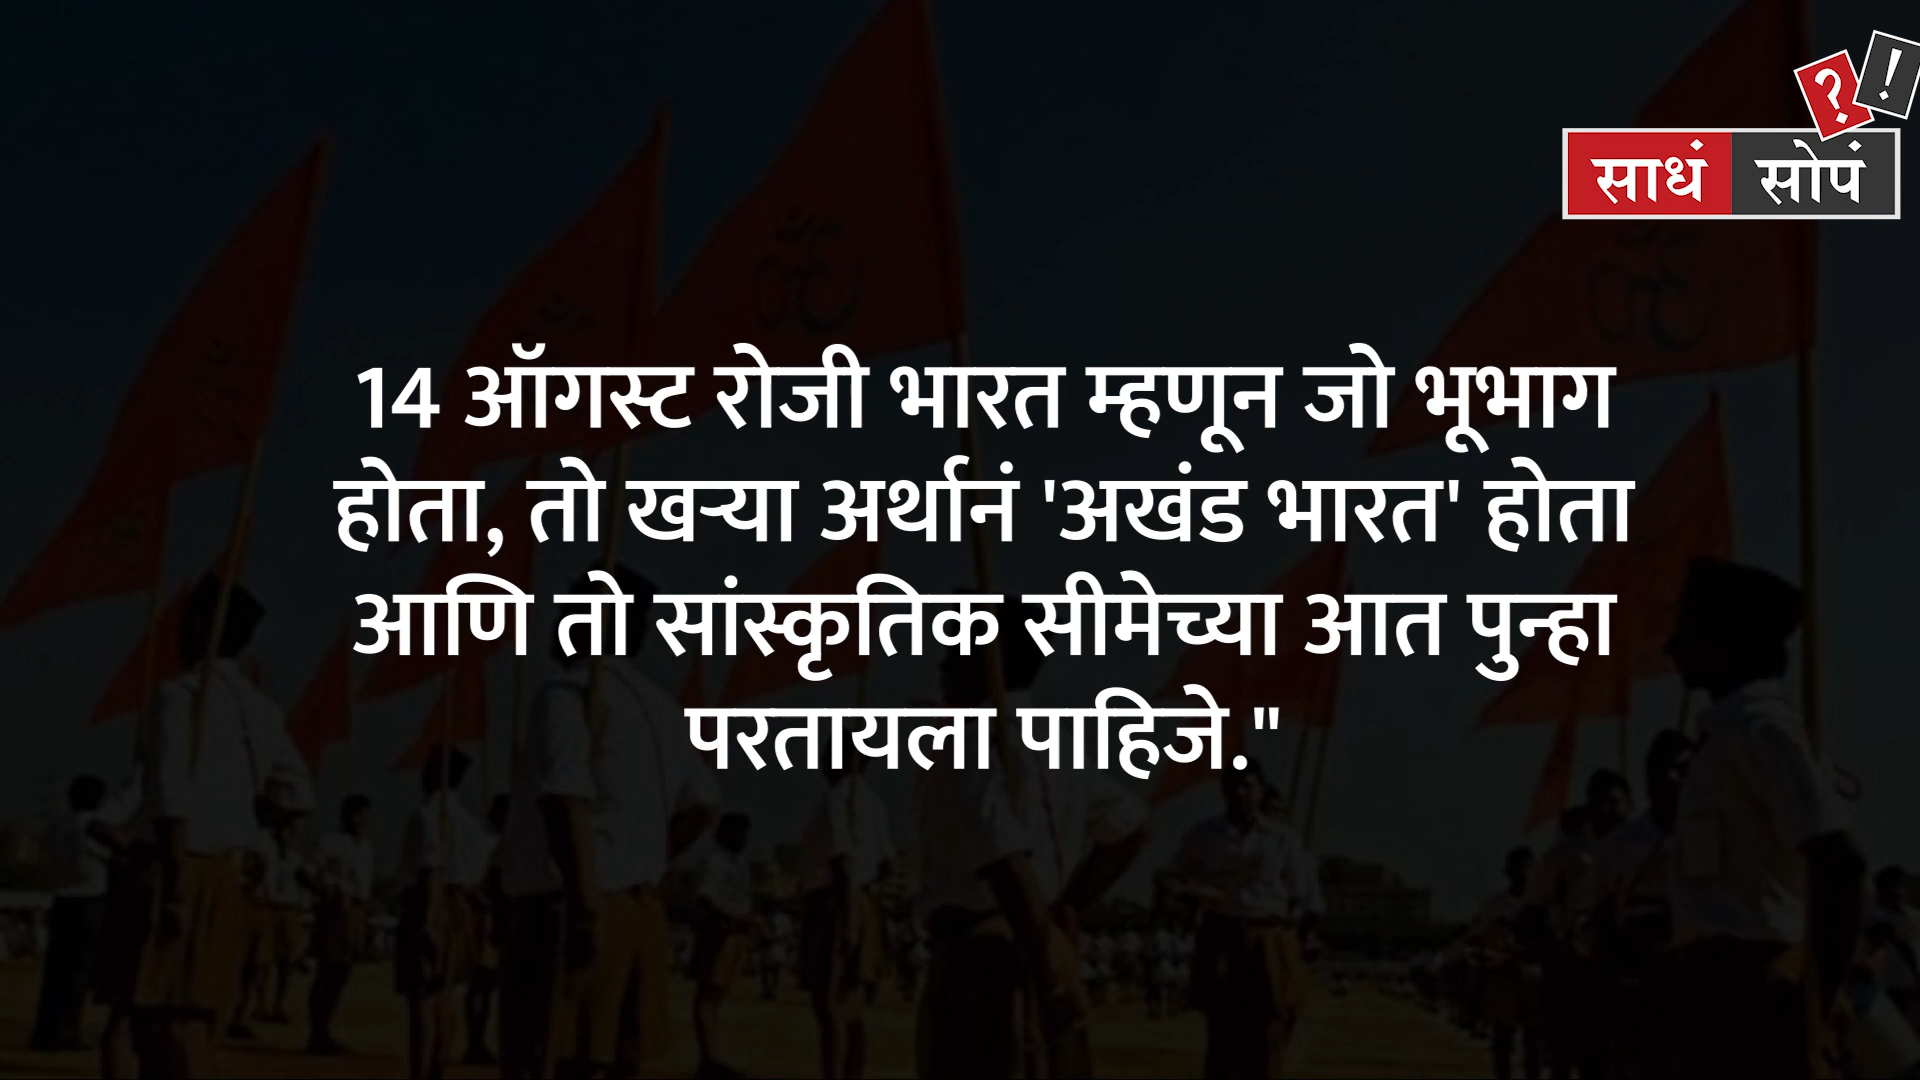 ? !
साधं सोपं
14 ऑगस्ट रोजी भारत म्हणून जो भूभाग
होता, तो खऱ्या अर्थानं 'अखंड भारत' होता
आणि तो सांस्कृतिक सीमेच्या आत पुन्हा
परतायला पाहिजे."